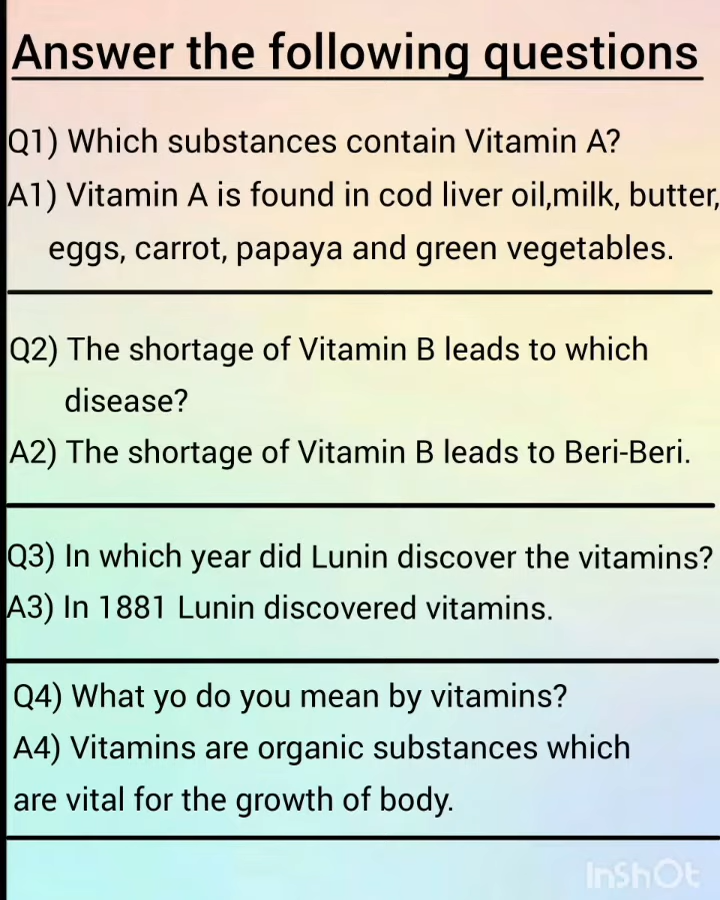 Answer the following questions
Q1) Which substances contain Vitamin A?
A1) Vitamin A is found in cod liver oil,milk, butter,
eggs, carrot, papaya and green vegetables.
Q2) The shortage of Vitamin B leads to which
disease?
A2) The shortage of Vitamin B leads to Beri-Beri.
Q3) In which year did Lunin discover the vitamins?
A3) In 1881 Lunin discovered vitamins.
Q4) What yo do you mean by vitamins?
A4) Vitamins are organic substances which
are vital for the growth of body.
InShOt